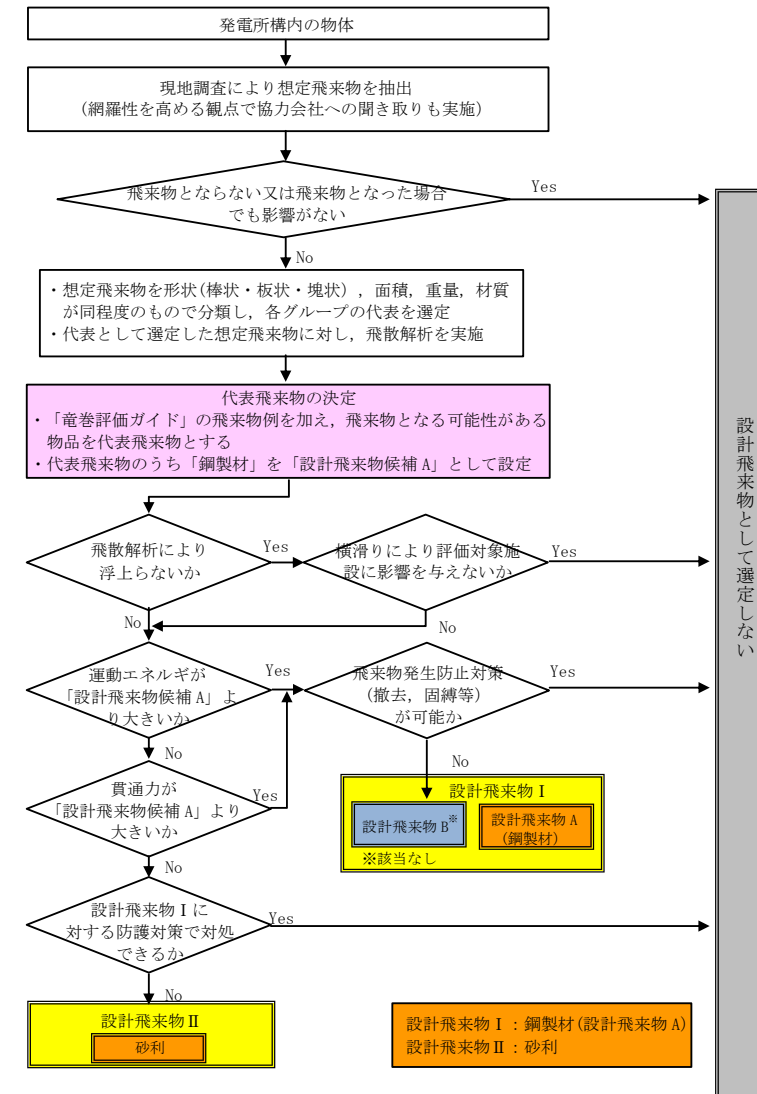 発電所構内の物体
現地調査により想定飛来物を抽出
(網羅性を高める観点で協力会社への聞き取りも実施)
飛来物とならない又は飛来物となった場合
でも影響がない
Yes
No
・想定飛来物を形状(棒状・板状・塊状),面積,重量,材質
が同程度のもので分類し,各グループの代表を選定
・代表として選定した想定飛来物に対し,飛散解析を実施
代表飛来物の決定
・「竜巻評価ガイド」の飛来物例を加え,飛来物となる可能性がある
物品を代表飛来物とする
・代表飛来物のうち「鋼製材」を「設計飛来物候補 A」として設定
飛散解析により
浮上らないか
Yes
横滑りにより評価対象施
設に影響を与えないか
Yes
No
No
運動エネルギが
「設計飛来物候補 A」よ
り大きいか
Yes
飛来物発生防止対策
(撤去,固縛等)
が可能か
Yes
No
No
貫通力が
「設計飛来物候補 A」より
大きいか
Yes
設計飛来物Ⅰ
設計飛来物 B※
設計飛来物 A
(鋼製材)
※該当なし
No
設計飛来物Ⅰに
対する防護対策で対処
できるか
Yes
No
設計飛来物Ⅱ
砂利
設計飛来物Ⅰ:鋼製材(設計飛来物 A)
設計飛来物Ⅱ:砂利
設計飛来物として選定しない